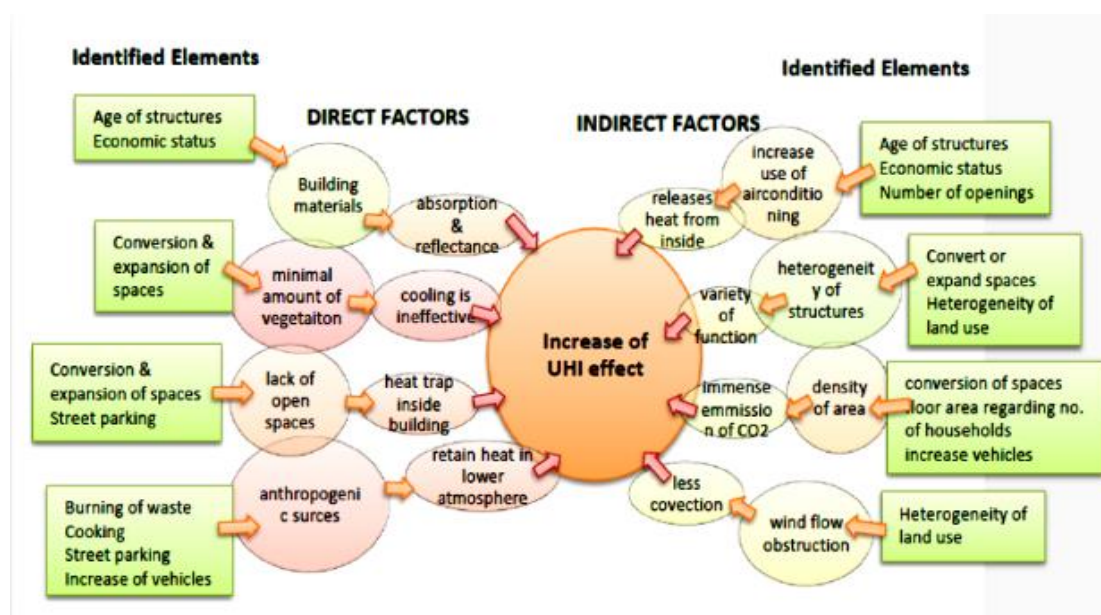 Identified Elements
Identified Elements
DIRECT FACTORS
INDIRECT FACTORS
Age of structures
Economic status
Building
materials
absorption
& reflectance
Conversion &
expansion of
spaces
minimal
amount of
vegetaiton
cooling is
ineffective
Conversion &
expansion of spaces
Street parking
lack of
open
spaces
heat trap
inside
building
Burning of waste
Cooking
Street parking
Increase of vehicles
anthropogeni
c surces
retain heat in
lower
atmosphere
Increase of
UHI effect
releases
heat from
inside
increase
use of
airconditio
ning
Age of structures
Economic status
Number of openings
variety
of
function
heterogeneit
y of
structures
Convert or
expand spaces
Heterogeneity of
land use
immense
emmissio
n of CO2
density
of area
conversion of spaces
floor area regarding no.
of households
increase vehicles
less
covection
wind flow
obstruction
Heterogeneity of
land use